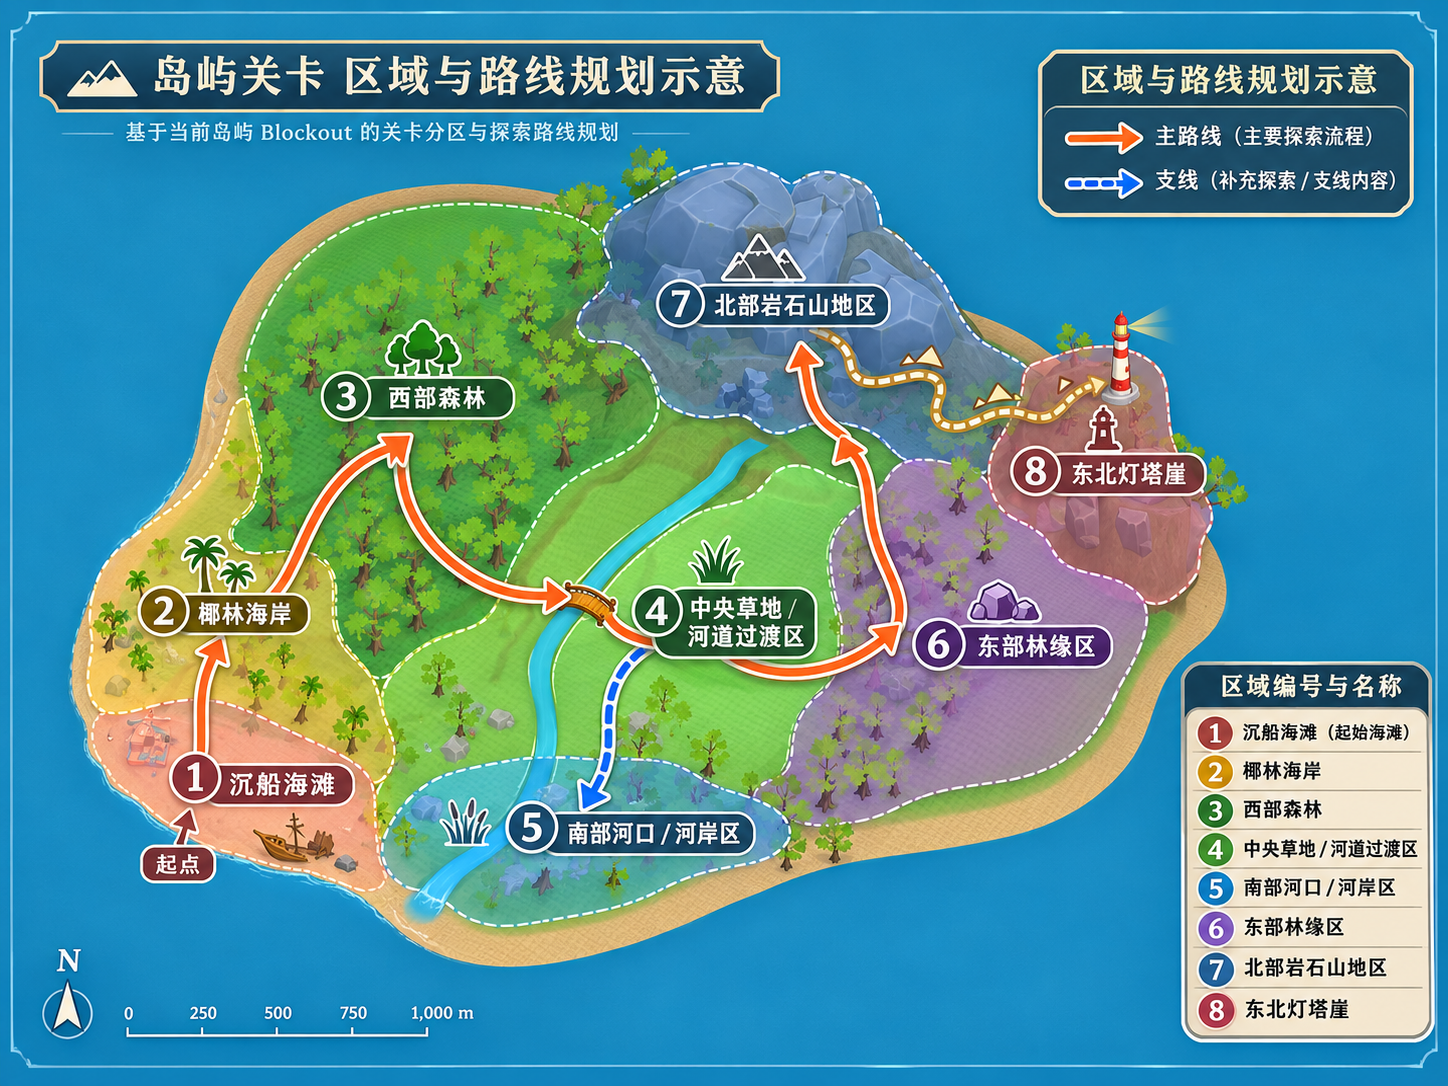 岛屿关卡 区域与路线规划示意
基于当前岛屿 Blockout 的关卡分区与探索路线规划
区域与路线规划示意
主路线（主要探索流程）
支线（补充探索 / 支线内容）
7 北部岩石山地区
3 西部森林
8 东北灯塔崖
2 椰林海岸
4 中央草地 /
河道过渡区
6 东部林缘区
1 沉船海滩
起点
5 南部河口 / 河岸区
区域编号与名称
1 沉船海滩（起始海滩）
2 椰林海岸
3 西部森林
4 中央草地 / 河道过渡区
5 南部河口 / 河岸区
6 东部林缘区
7 北部岩石山地区
8 东北灯塔崖
N
0 250 500 750 1,000 m